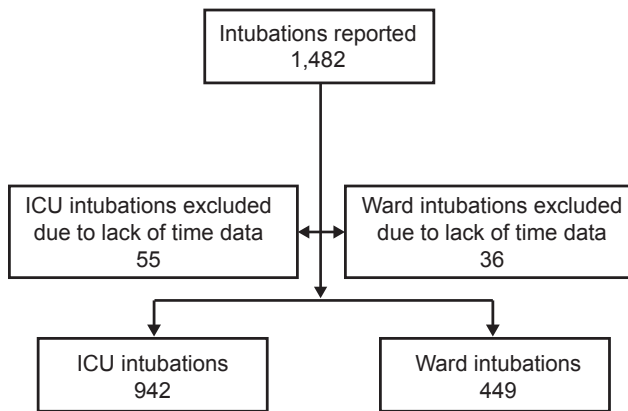 Intubations reported
1,482
ICU intubations excluded
due to lack of time data
55
Ward intubations excluded
due to lack of time data
36
ICU intubations
942
Ward intubations
449